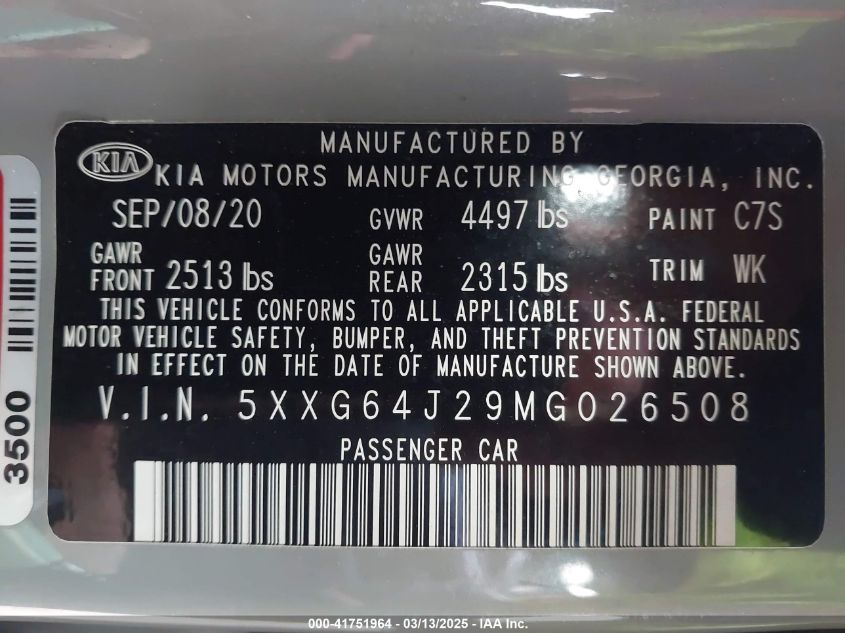 MANUFACTURED BY
KIA KIA MOTORS MANUFACTURING GEORGIA, INC.
SEP/08/20 GVWR 4497 lbs PAINT C7S
GAWR FRONT 2513 lbs GAWR REAR 2315 lbs TRIM WK
THIS VEHICLE CONFORMS TO ALL APPLICABLE U.S.A. FEDERAL
MOTOR VEHICLE SAFETY, BUMPER, AND THEFT PREVENTION STANDARDS
IN EFFECT ON THE DATE OF MANUFACTURE SHOWN ABOVE.
V.I.N. 5XXG64J29MG026508
PASSENGER CAR
3500
000-41751964 - 03/13/2025 - IAA Inc.